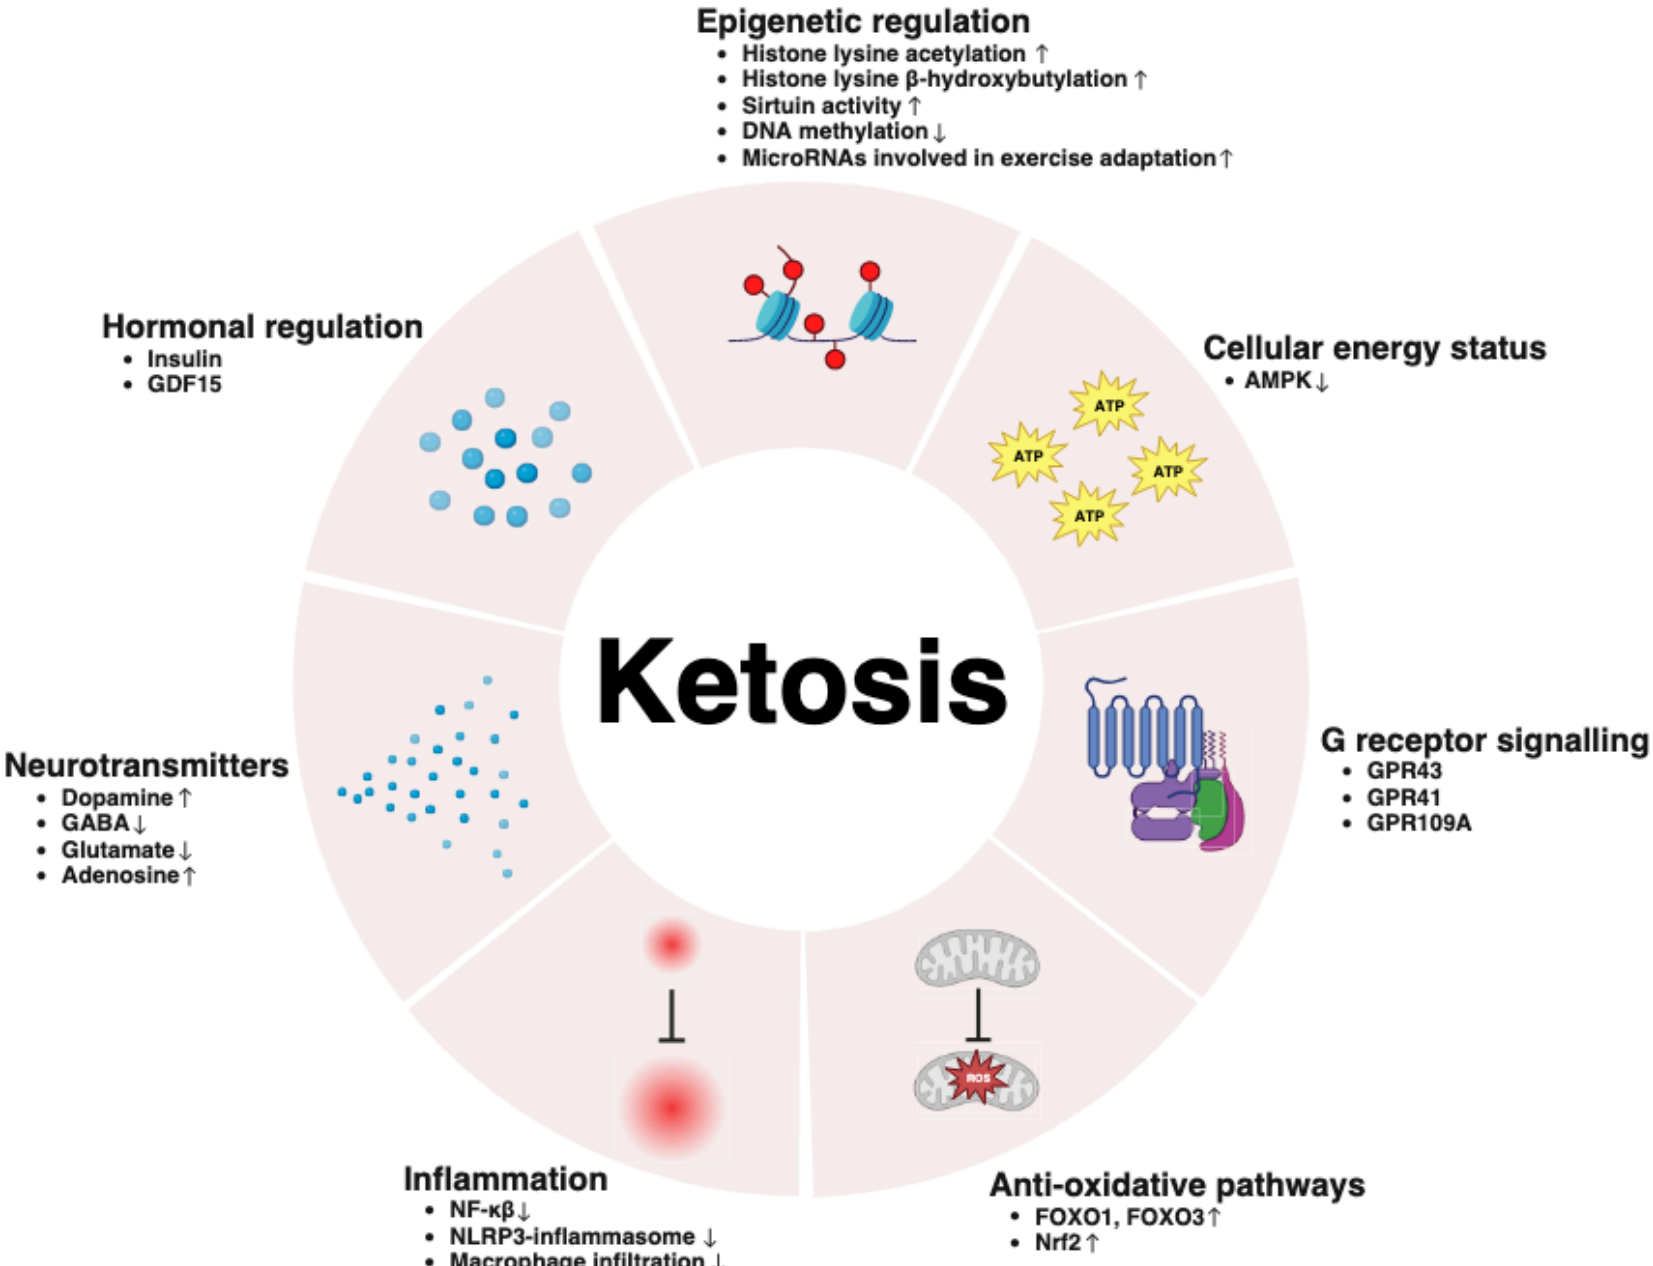 Epigenetic regulation
• Histone lysine acetylation ↑
• Histone lysine β-hydroxybutylation ↑
• Sirtuin activity ↑
• DNA methylation ↓
• MicroRNAs involved in exercise adaptation ↑
Hormonal regulation
• Insulin
• GDF15
Cellular energy status
• AMPK ↓
ATP
ATP
ATP
ATP
Ketosis
G receptor signalling
• GPR43
• GPR41
• GPR109A
Neurotransmitters
• Dopamine ↑
• GABA ↓
• Glutamate ↓
• Adenosine ↑
ROS
Inflammation
• NF-κβ ↓
• NLRP3-inflammasome ↓
• Macrophage infiltration ↓
Anti-oxidative pathways
• FOXO1, FOXO3 ↑
• Nrf2 ↑